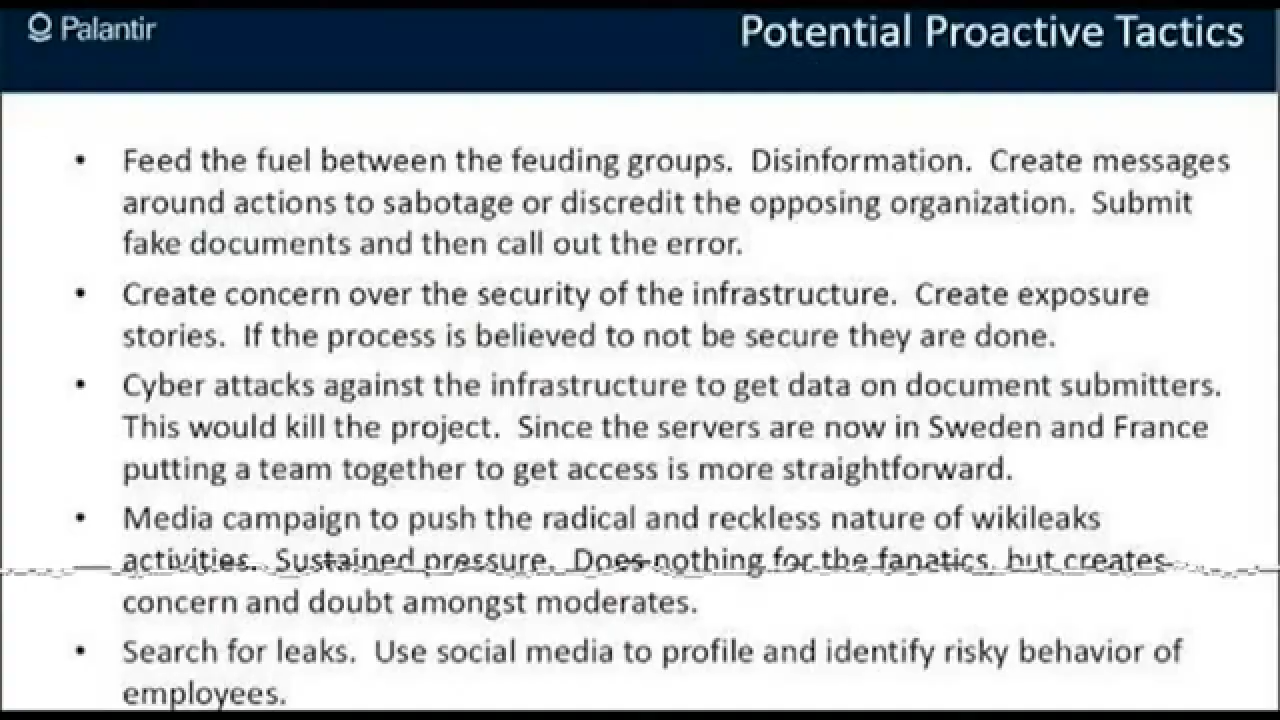 Palantir
Potential Proactive Tactics
• Feed the fuel between the feuding groups. Disinformation. Create messages
around actions to sabotage or discredit the opposing organization. Submit
fake documents and then call out the error.
• Create concern over the security of the infrastructure. Create exposure
stories. If the process is believed to not be secure they are done.
• Cyber attacks against the infrastructure to get data on document submitters.
This would kill the project. Since the servers are now in Sweden and France
putting a team together to get access is more straightforward.
• Media campaign to push the radical and reckless nature of wikileaks
activities. Sustained pressure. Does nothing for the fanatics, but creates
concern and doubt amongst moderates.
• Search for leaks. Use social media to profile and identify risky behavior of
employees.